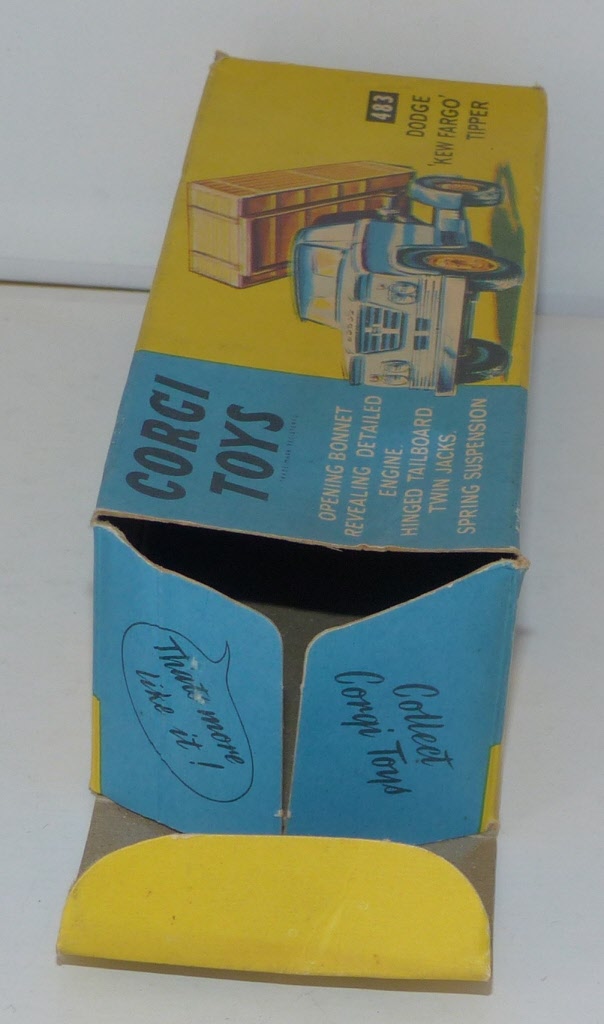 483
DODGE
'KEW FARGO'
TIPPER
CORGI
TOYS
OPENING BONNET
REVEALING DETAILED
ENGINE.
HINGED TAILBOARD
TWIN JACKS.
SPRING SUSPENSION
That's more
like it!
Collect
Corgi Toys